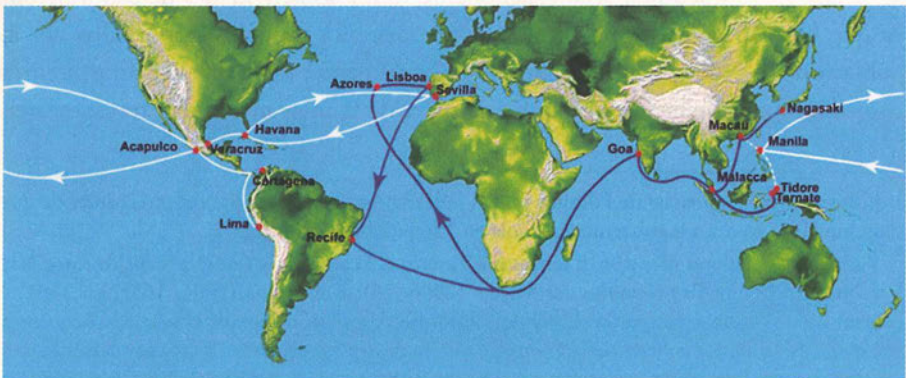 Azores
Lisboa
Sevilla
Nagasaki
Havana
Macau
Acapulco
Veracruz
Goa
Manila
Cartagena
Malacca
Tidore
Ternate
Lima
Recife